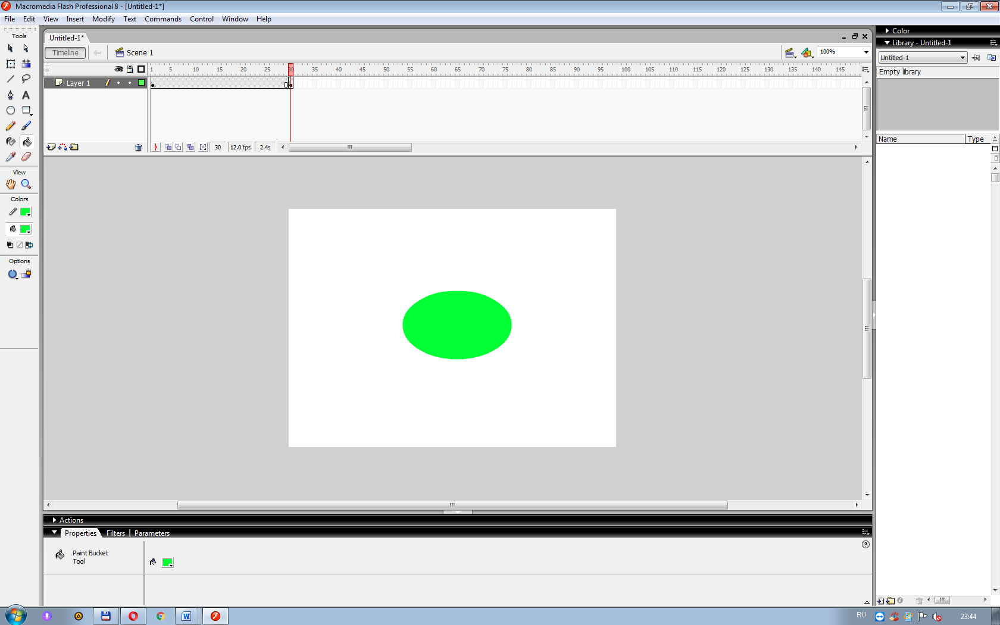 Macromedia Flash Professional 8 - [Untitled-1*]
File Edit View Insert Modify Text Commands Control Window Help
Tools
View
Colors
Options
Untitled-1*
Timeline
Scene 1
100%
1 5 10 15 20 25 30 35 40 45 50 55 60 65 70 75 80 85 90 95 100 105 110 115 120 125 130 135 140 145
Layer 1
30 12.0 fps 2.4s
Actions
Properties Filters Parameters
Paint Bucket
Tool
Color
Library - Untitled-1
Untitled-1
Empty library
Name Type
RU 23:44